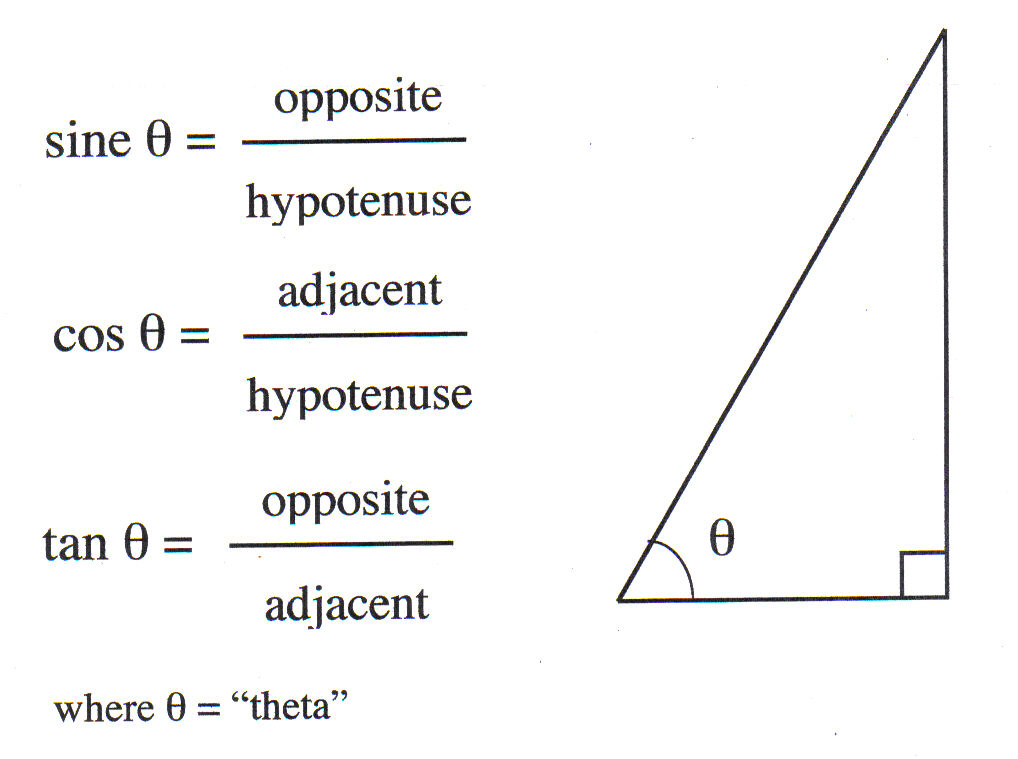 opposite
sine θ =
hypotenuse
adjacent
cos θ =
hypotenuse
opposite
tan θ =
adjacent
θ
where θ = “theta”